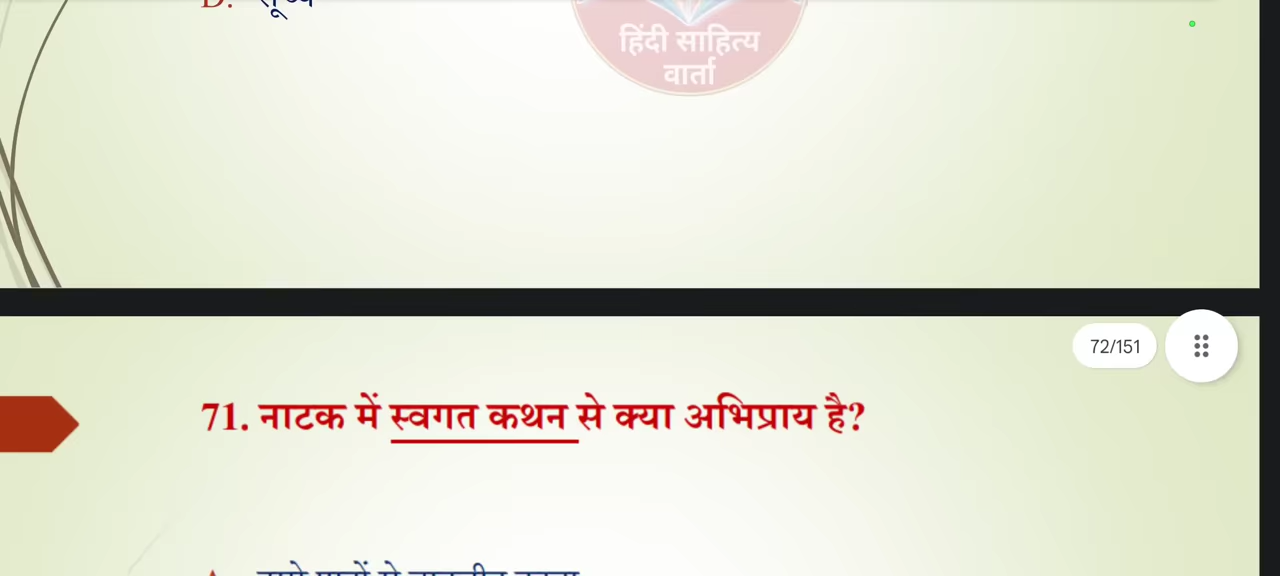 D.
हिंदी साहित्य
वार्ता
72/151
71. नाटक में स्वगत कथन से क्या अभिप्राय है?